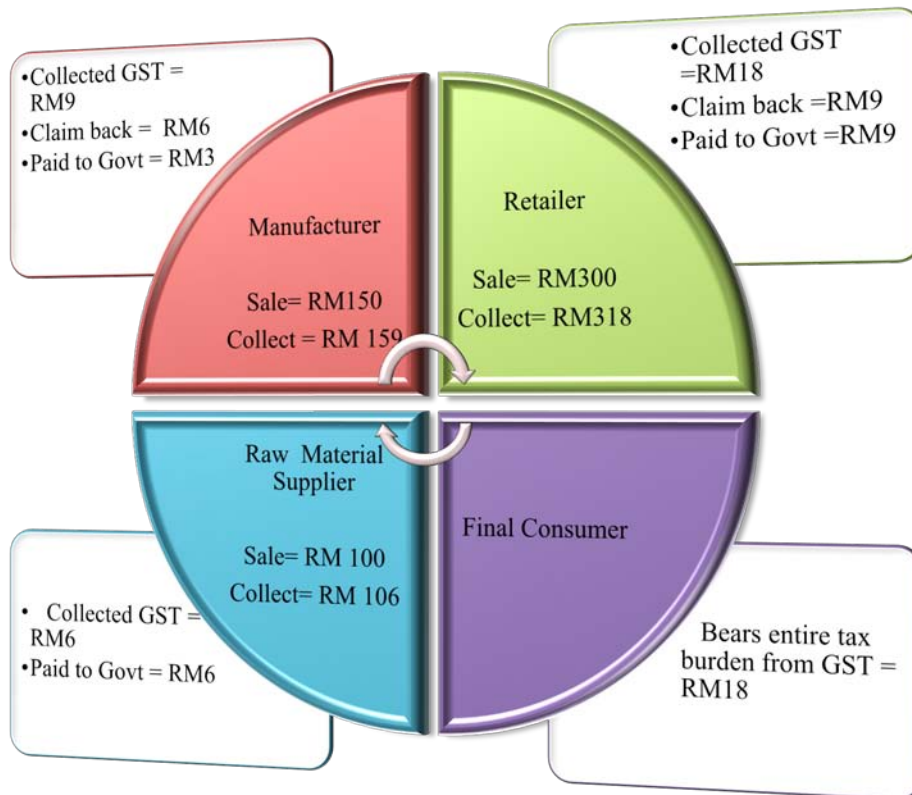 •Collected GST =
RM9
•Claim back = RM6
•Paid to Govt = RM3
Manufacturer
Sale= RM150
Collect = RM 159
•Collected GST
=RM18
•Claim back =RM9
•Paid to Govt =RM9
Retailer
Sale= RM300
Collect= RM318
Raw Material
Supplier
Sale= RM 100
Collect= RM 106
• Collected GST =
RM6
•Paid to Govt = RM6
Final Consumer
Bears entire tax
burden from GST =
RM18